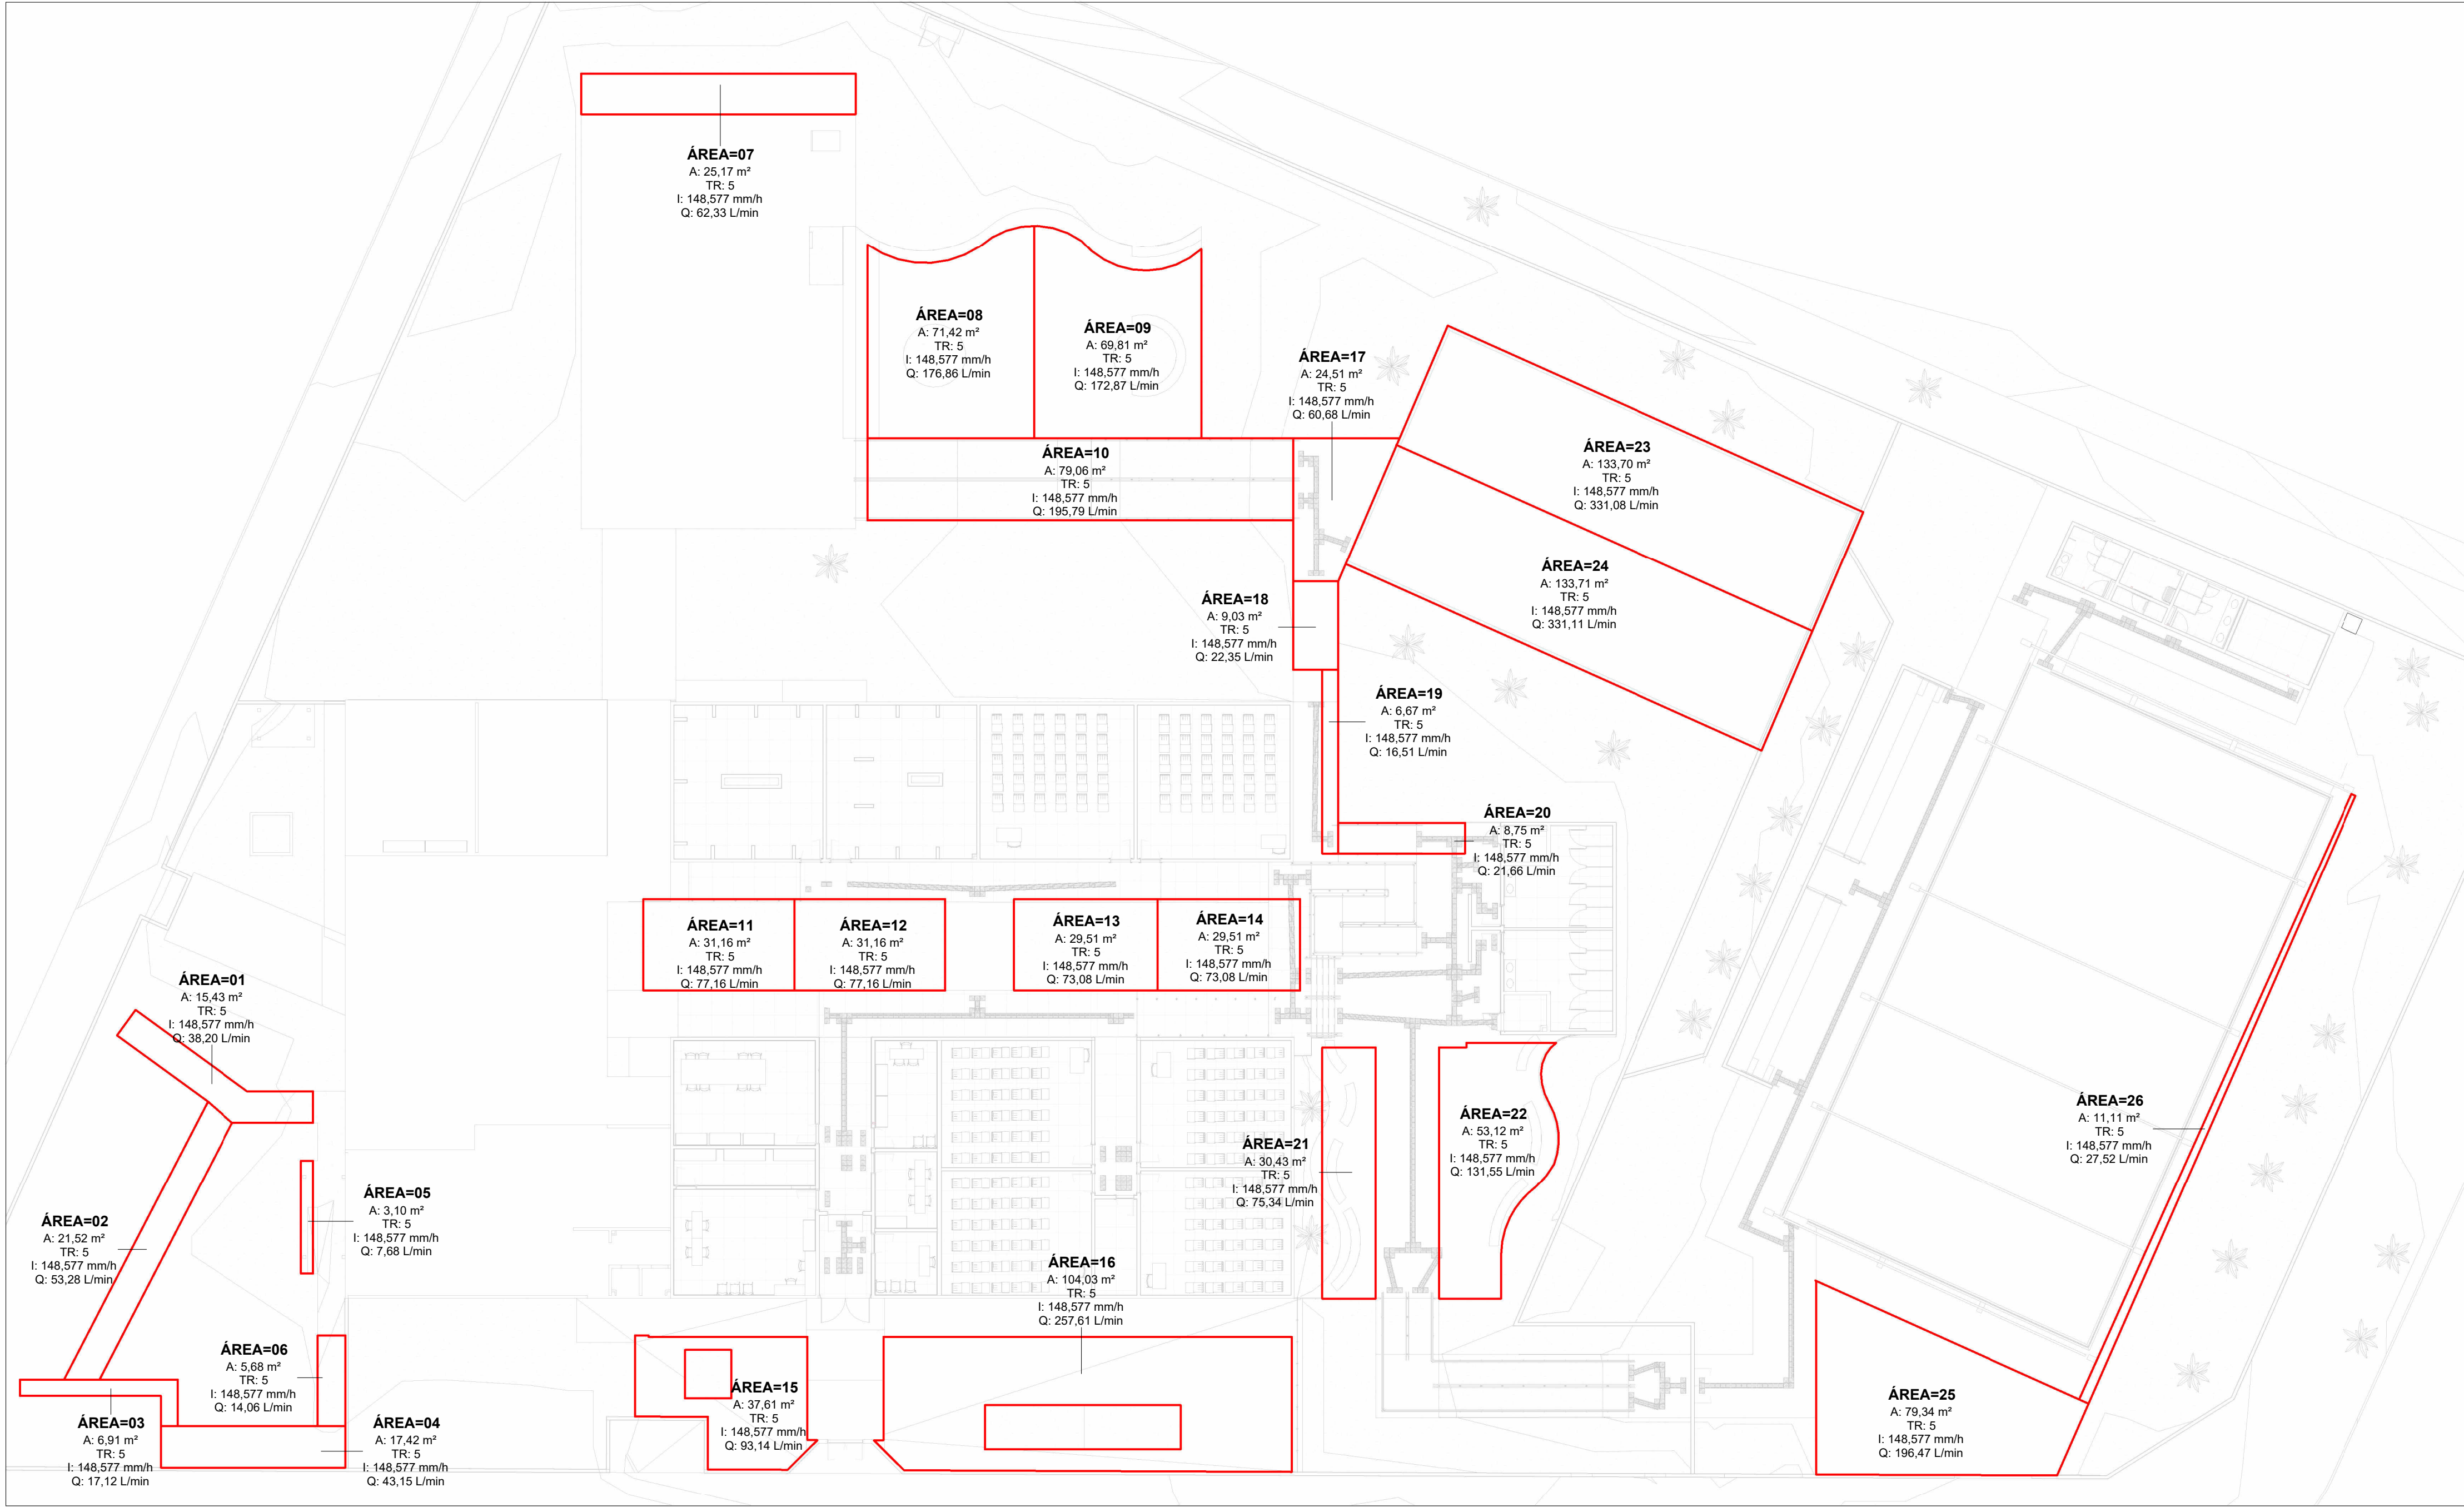 ÁREA=07
A: 25,17 m²
TR: 5
I: 148,577 mm/h
Q: 62,33 L/min
ÁREA=08
A: 71,42 m²
TR: 5
I: 148,577 mm/h
Q: 176,86 L/min
ÁREA=09
A: 69,81 m²
TR: 5
I: 148,577 mm/h
Q: 172,87 L/min
ÁREA=17
A: 24,51 m²
TR: 5
I: 148,577 mm/h
Q: 60,68 L/min
ÁREA=10
A: 79,06 m²
TR: 5
I: 148,577 mm/h
Q: 195,79 L/min
ÁREA=23
A: 133,70 m²
TR: 5
I: 148,577 mm/h
Q: 331,08 L/min
ÁREA=24
A: 133,71 m²
TR: 5
I: 148,577 mm/h
Q: 331,11 L/min
ÁREA=18
A: 9,03 m²
TR: 5
I: 148,577 mm/h
Q: 22,35 L/min
ÁREA=19
A: 6,67 m²
TR: 5
I: 148,577 mm/h
Q: 16,51 L/min
ÁREA=20
A: 8,75 m²
TR: 5
I: 148,577 mm/h
Q: 21,66 L/min
ÁREA=11
A: 31,16 m²
TR: 5
I: 148,577 mm/h
Q: 77,16 L/min
ÁREA=12
A: 31,16 m²
TR: 5
I: 148,577 mm/h
Q: 77,16 L/min
ÁREA=13
A: 29,51 m²
TR: 5
I: 148,577 mm/h
Q: 73,08 L/min
ÁREA=14
A: 29,51 m²
TR: 5
I: 148,577 mm/h
Q: 73,08 L/min
ÁREA=01
A: 15,43 m²
TR: 5
I: 148,577 mm/h
Q: 38,20 L/min
ÁREA=22
A: 53,12 m²
TR: 5
I: 148,577 mm/h
Q: 131,55 L/min
ÁREA=26
A: 11,11 m²
TR: 5
I: 148,577 mm/h
Q: 27,52 L/min
ÁREA=21
A: 30,43 m²
TR: 5
I: 148,577 mm/h
Q: 75,34 L/min
ÁREA=05
A: 3,10 m²
TR: 5
I: 148,577 mm/h
Q: 7,68 L/min
ÁREA=02
A: 21,52 m²
TR: 5
I: 148,577 mm/h
Q: 53,28 L/min
ÁREA=16
A: 104,03 m²
TR: 5
I: 148,577 mm/h
Q: 257,61 L/min
ÁREA=06
A: 5,68 m²
TR: 5
I: 148,577 mm/h
Q: 14,06 L/min
ÁREA=15
A: 37,61 m²
TR: 5
I: 148,577 mm/h
Q: 93,14 L/min
ÁREA=25
A: 79,34 m²
TR: 5
I: 148,577 mm/h
Q: 196,47 L/min
ÁREA=03
A: 6,91 m²
TR: 5
I: 148,577 mm/h
Q: 17,12 L/min
ÁREA=04
A: 17,42 m²
TR: 5
I: 148,577 mm/h
Q: 43,15 L/min